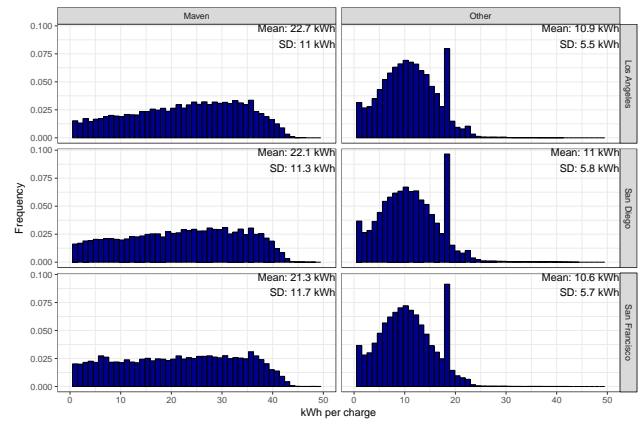 Maven
Other
Mean: 22.7 kWh
SD: 11 kWh
Mean: 10.9 kWh
SD: 5.5 kWh
Los Angeles
0.100
0.075
0.050
0.025
0.000
Mean: 22.1 kWh
SD: 11.3 kWh
Mean: 11 kWh
SD: 5.8 kWh
San Diego
0.100
0.075
0.050
0.025
0.000
Frequency
Mean: 21.3 kWh
SD: 11.7 kWh
Mean: 10.6 kWh
SD: 5.7 kWh
San Francisco
0.100
0.075
0.050
0.025
0.000
0 10 20 30 40 50
0 10 20 30 40 50
kWh per charge